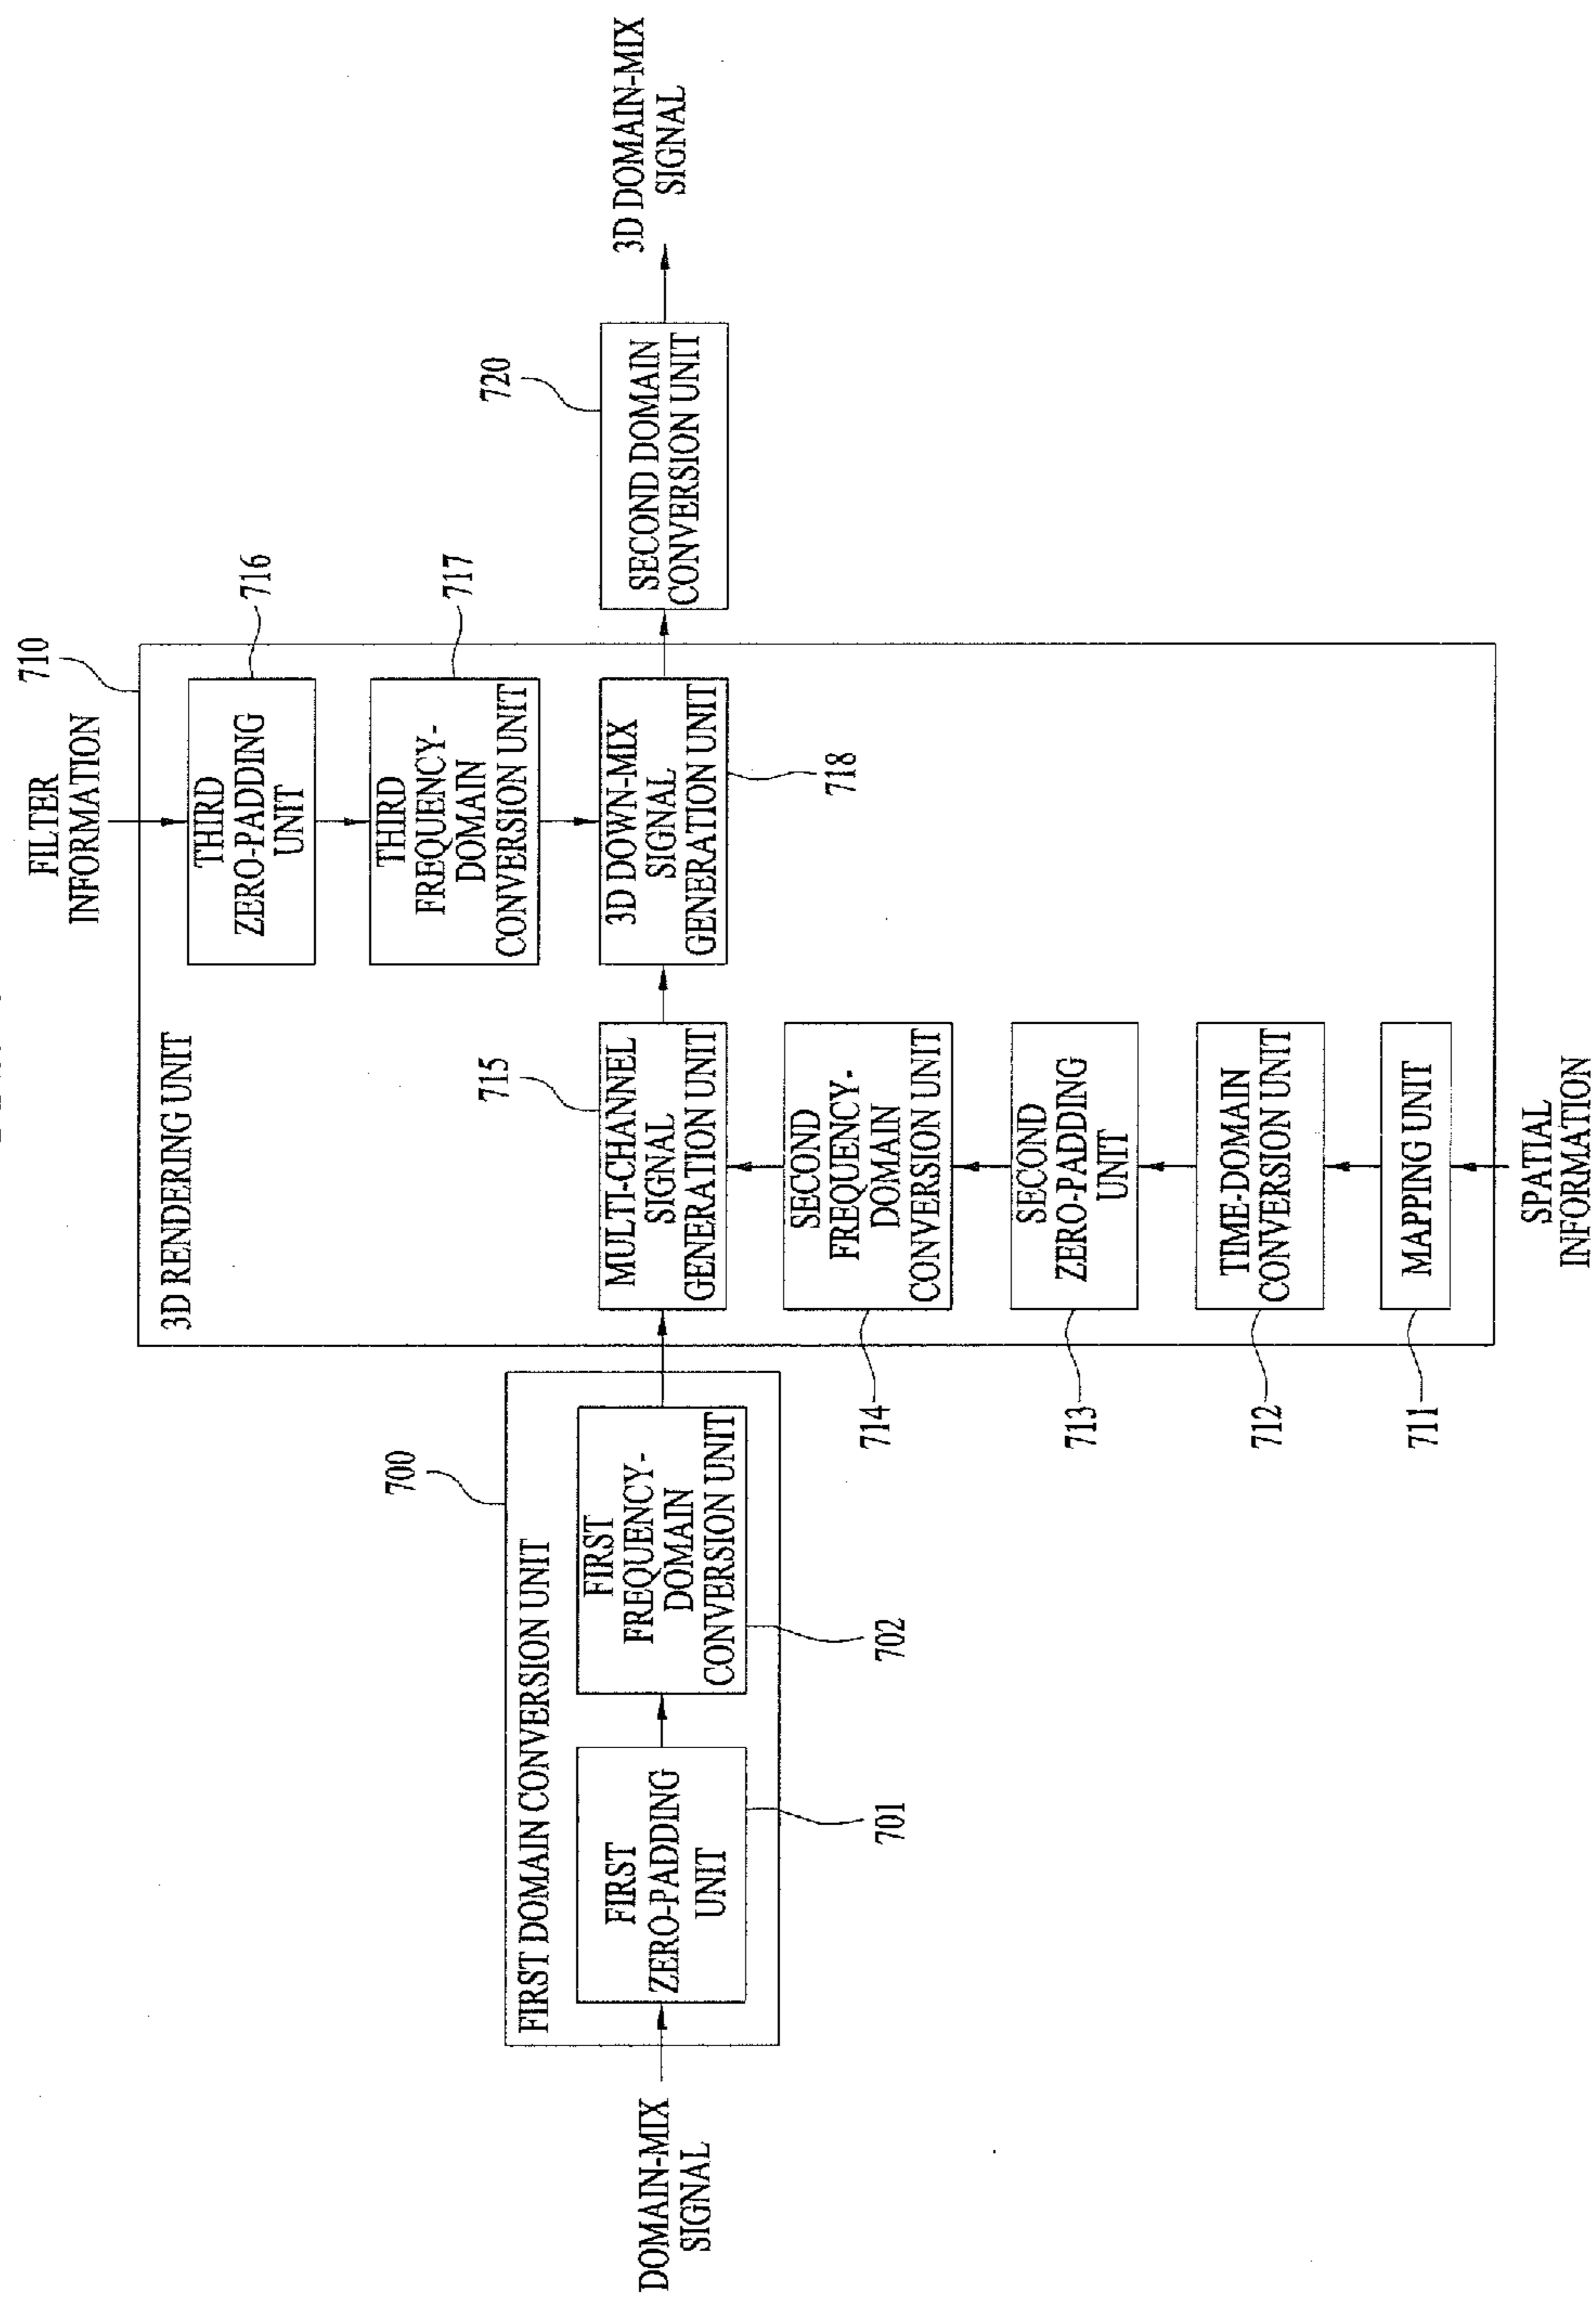 FILTER
INFORMATION
710
3D RENDERING UNIT
THIRD
ZERO-PADDING
UNIT
716
THIRD
FREQUENCY-
DOMAIN
CONVERSION UNIT
717
700
FIRST DOMAIN CONVERSION UNIT
DOMAIN-MIX
SIGNAL
FIRST
ZERO-PADDING
UNIT
701
FIRST
FREQUENCY-
DOMAIN
CONVERSION UNIT
702
715
MULTI-CHANNEL
SIGNAL
GENERATION UNIT
3D DOWN-MIX
SIGNAL
GENERATION UNIT
718
720
SECOND DOMAIN
CONVERSION UNIT
3D DOMAIN-MIX
SIGNAL
SECOND
FREQUENCY-
DOMAIN
CONVERSION UNIT
714
SECOND
ZERO-PADDING
UNIT
713
TIME-DOMAIN
CONVERSION UNIT
712
MAPPING UNIT
711
SPATIAL
INFORMATION